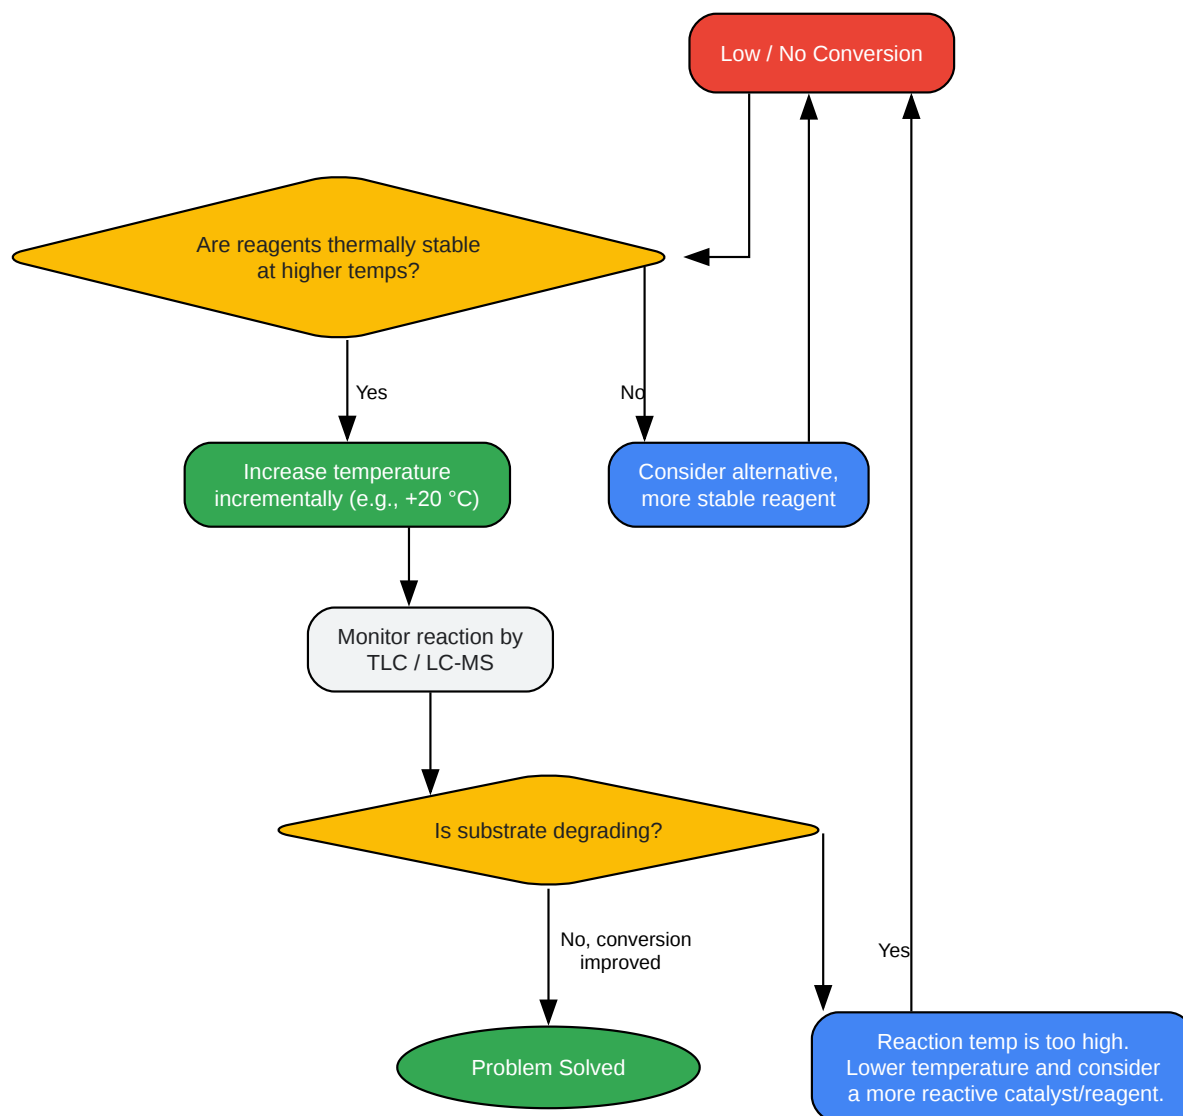 Low / No Conversion
Are reagents thermally stable
at higher temps?
Yes
No
Increase temperature
incrementally (e.g., +20 °C)
Consider alternative,
more stable reagent
Monitor reaction by
TLC / LC-MS
Is substrate degrading?
No, conversion
improved
Yes
Problem Solved
Reaction temp is too high.
Lower temperature and consider
a more reactive catalyst/reagent.